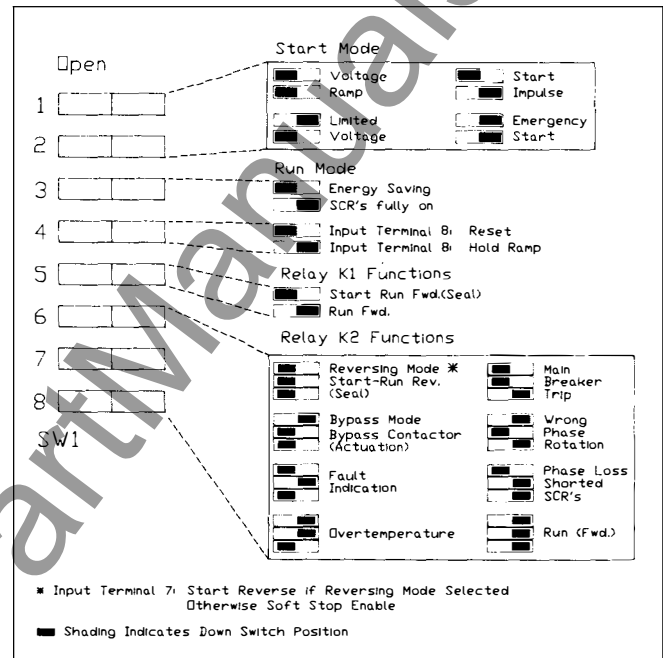 Open
1
2
3
4
5
6
7
8
SW1
Start Mode
Voltage Ramp
Start Impulse
Limited Voltage
Emergency Start
Run Mode
Energy Saving
SCR's fully on
Input Terminal 8: Reset
Input Terminal 8: Hold Ramp
Relay K1 Functions
Start Run Fwd.(Seal)
Run Fwd.
Relay K2 Functions
Reversing Mode *
Start-Run Rev.
(Seal)
Main
Breaker
Trip
Bypass Mode
Bypass Contactor
(Actuation)
Wrong
Phase
Rotation
Fault
Indication
Phase Loss
Shorted
SCR's
Overtemperature
Run (Fwd.)
* Input Terminal 7: Start Reverse if Reversing Mode Selected
Otherwise Soft Stop Enable
Shading Indicates Down Switch Position